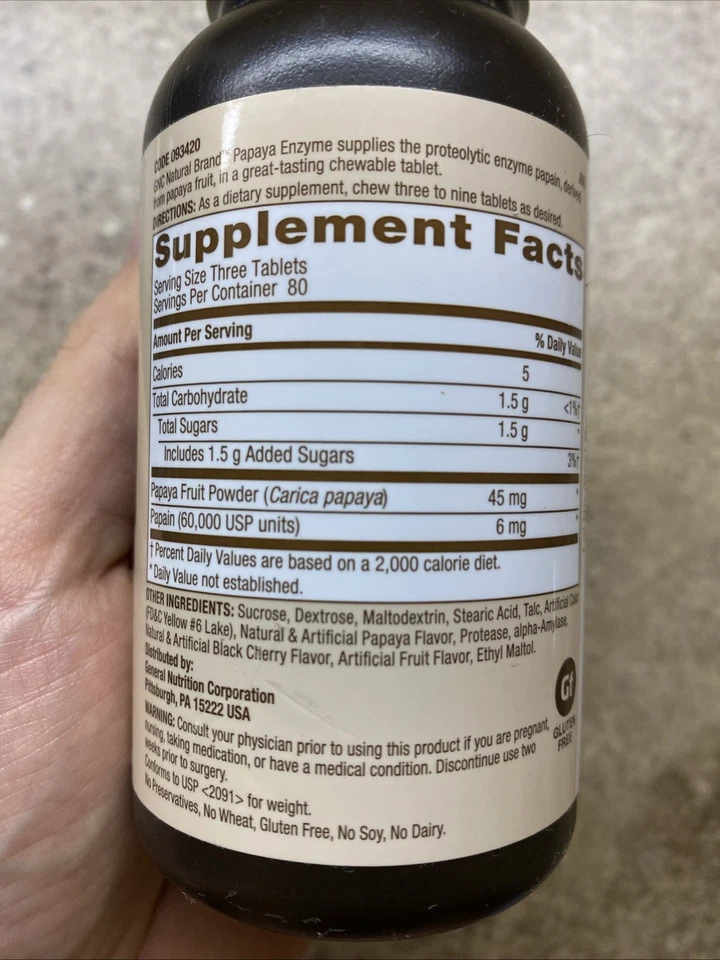 CODE 093420
GNC Natural Brand™ Papaya Enzyme supplies the proteolytic enzyme papain, derived
from papaya fruit, in a great-tasting chewable tablet.
DIRECTIONS: As a dietary supplement, chew three to nine tablets as desired.
Supplement Facts
Serving Size Three Tablets
Servings Per Container 80
Amount Per Serving % Daily Value
Calories 5
Total Carbohydrate 1.5 g <1%†
Total Sugars 1.5 g *
Includes 1.5 g Added Sugars 3%†
Papaya Fruit Powder (Carica papaya) 45 mg *
Papain (60,000 USP units) 6 mg *
† Percent Daily Values are based on a 2,000 calorie diet.
* Daily Value not established.
OTHER INGREDIENTS: Sucrose, Dextrose, Maltodextrin, Stearic Acid, Talc, Artificial Color
(FD&C Yellow #6 Lake), Natural & Artificial Papaya Flavor, Protease, alpha-Amylase,
Natural & Artificial Black Cherry Flavor, Artificial Fruit Flavor, Ethyl Maltol.
Distributed by:
General Nutrition Corporation
Pittsburgh, PA 15222 USA
Gf
GLUTEN
FREE
WARNING: Consult your physician prior to using this product if you are pregnant,
nursing, taking medication, or have a medical condition. Discontinue use two
weeks prior to surgery.
Conforms to USP <2091> for weight.
No Preservatives, No Wheat, Gluten Free, No Soy, No Dairy.